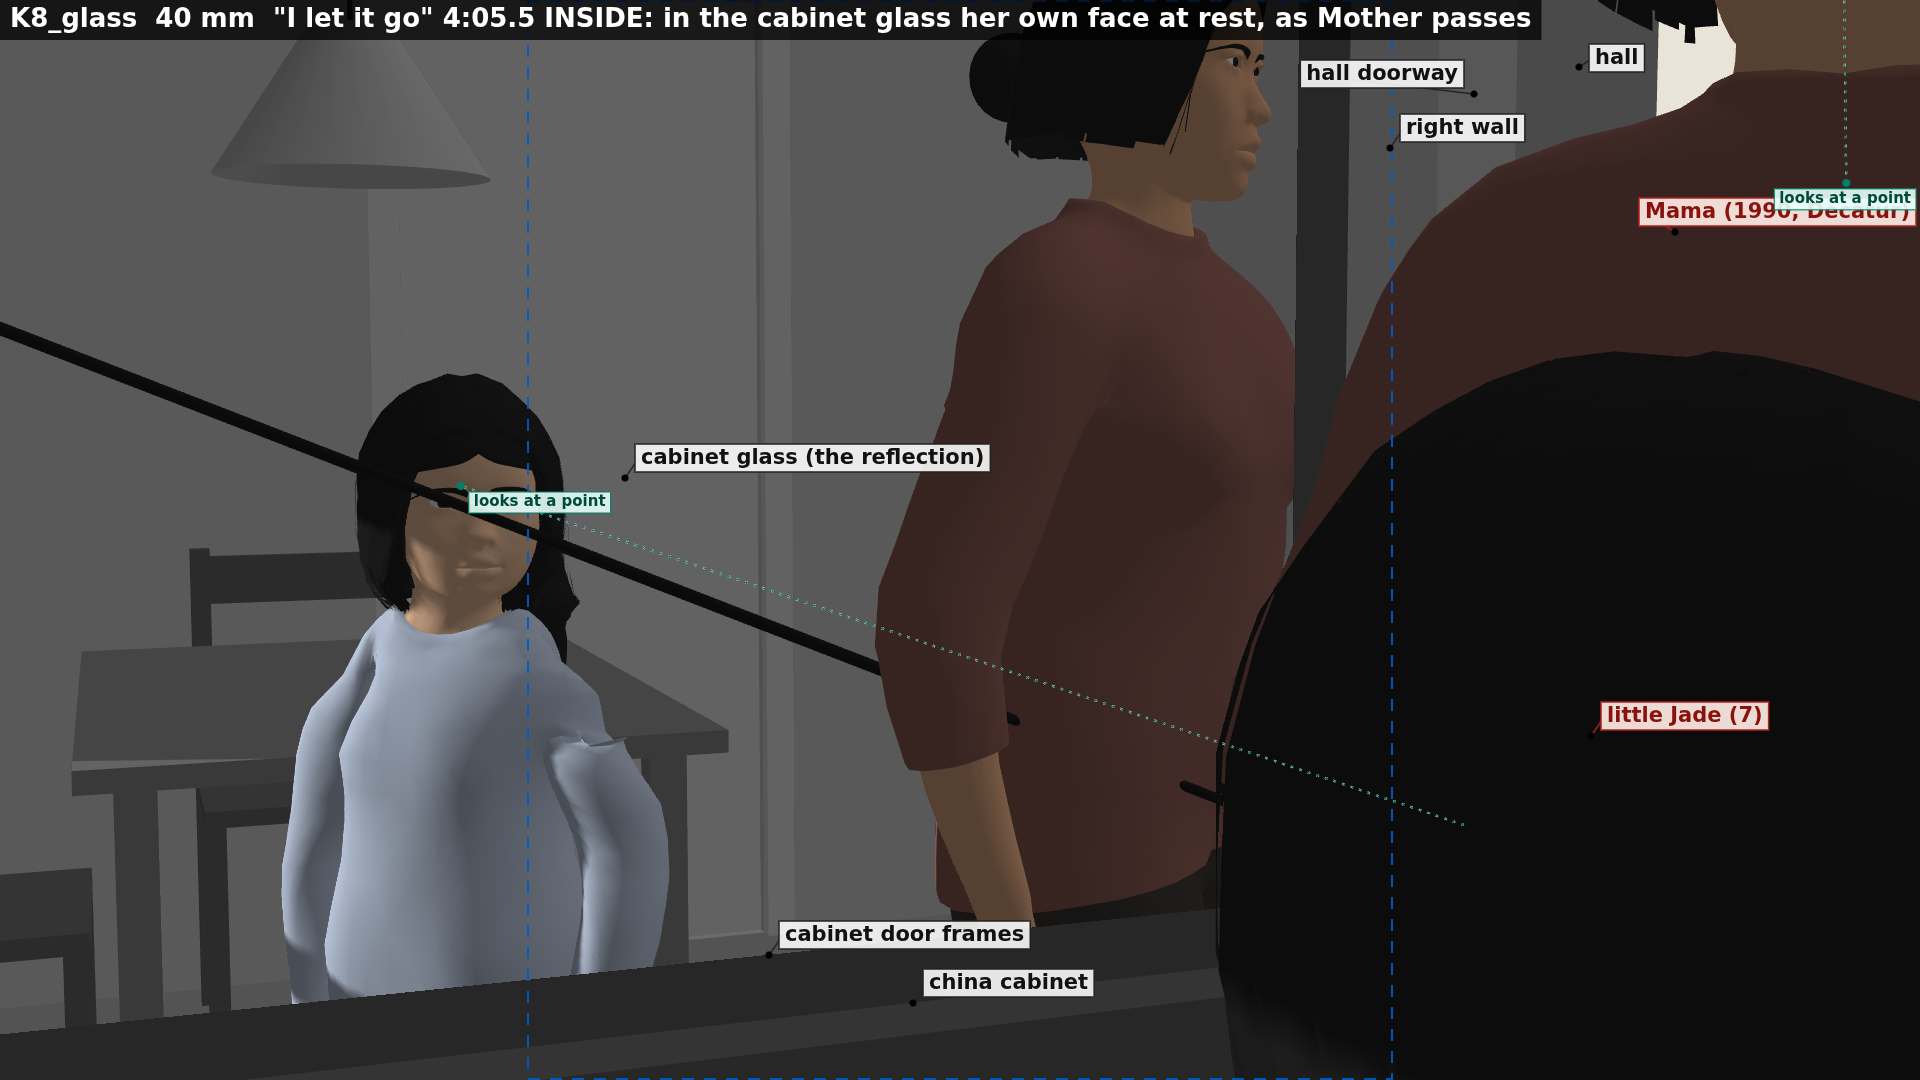 K8_glass 40 mm "I let it go" 4:05.5 INSIDE: in the cabinet glass her own face at rest, as Mother passes
hall
hall doorway
right wall
looks at a point
Mama (1990, Decatur)
cabinet glass (the reflection)
looks at a point
little Jade (7)
cabinet door frames
china cabinet